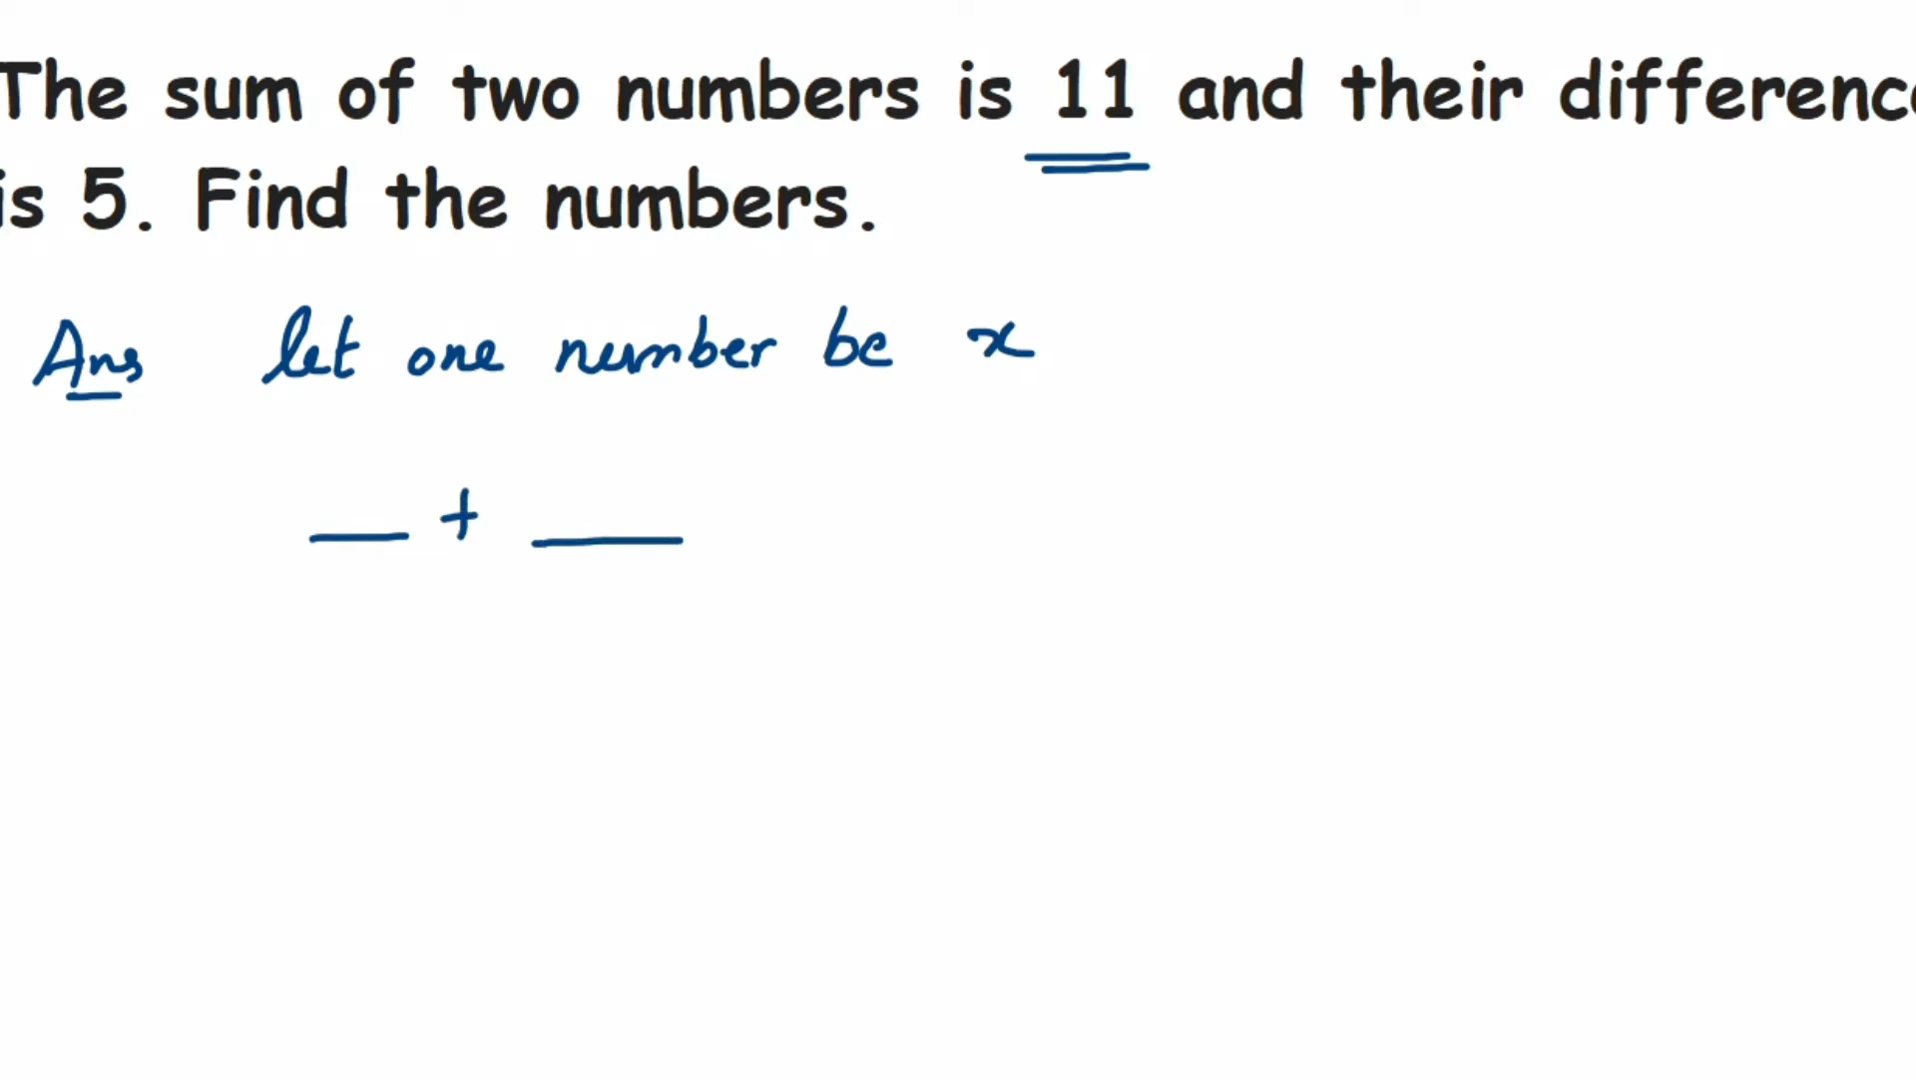 The sum of two numbers is 11 and their differenc
is 5. Find the numbers.
Ans let one number be x
__ + __